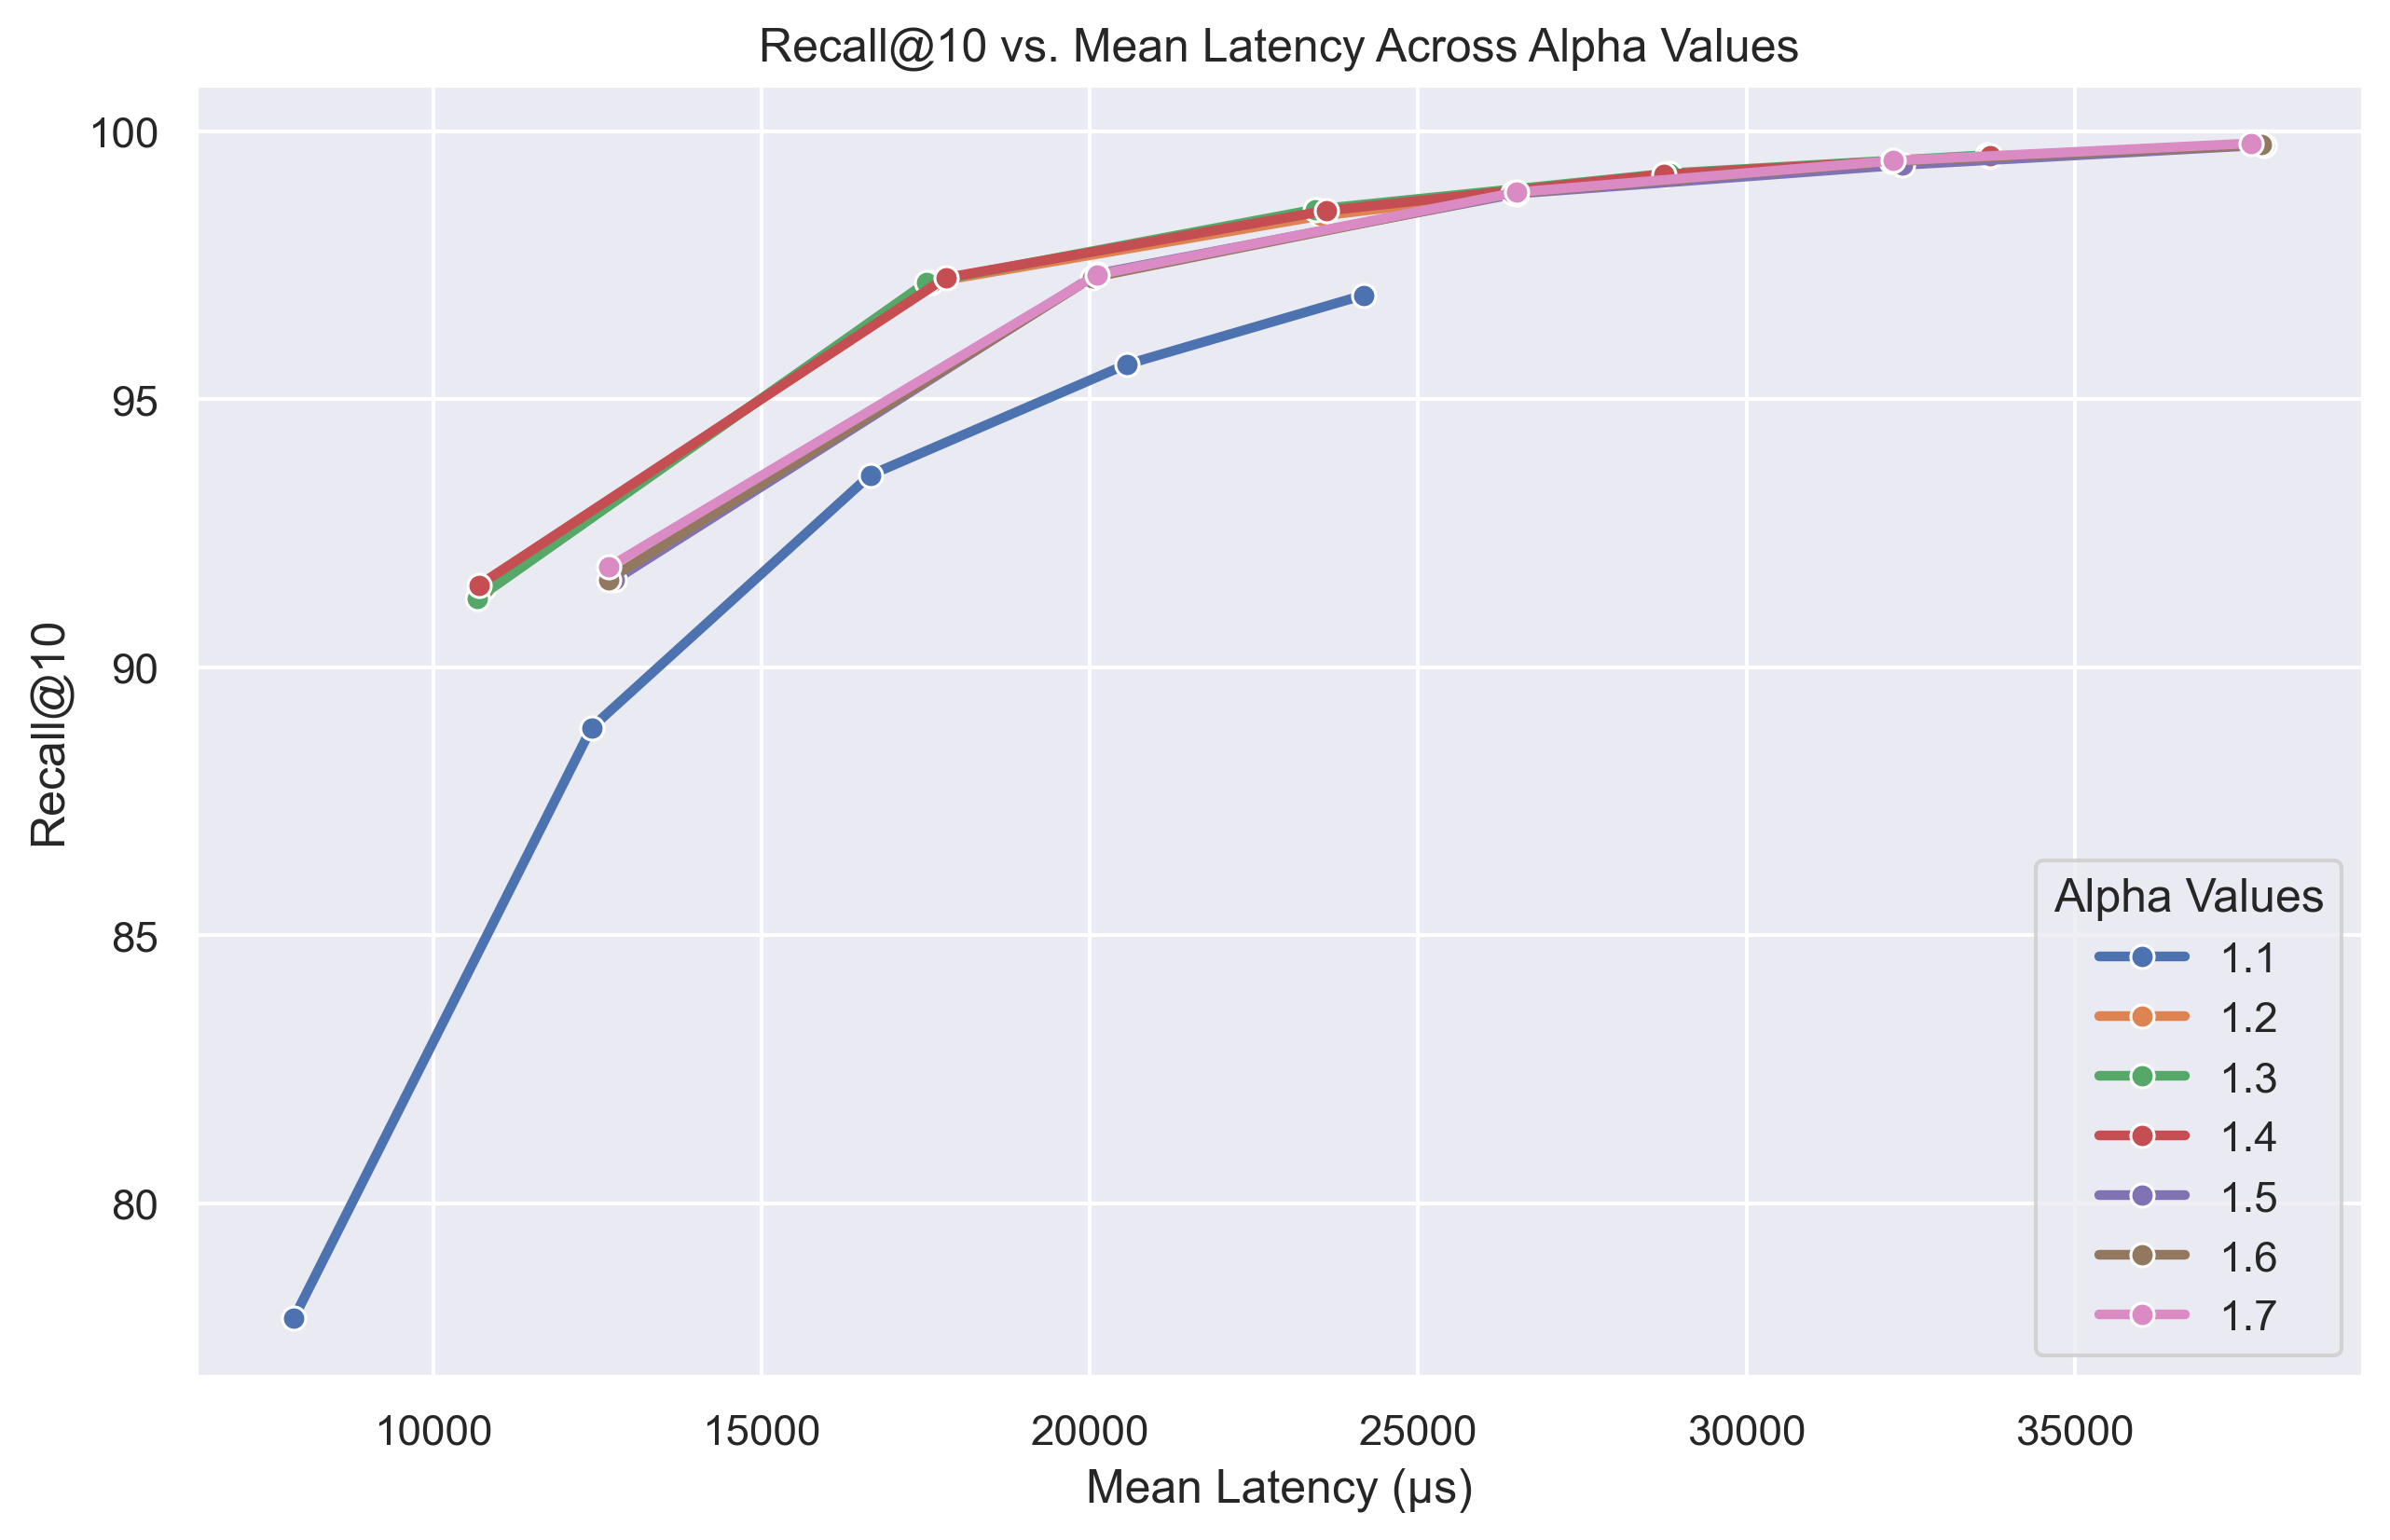 Recall@10 vs. Mean Latency Across Alpha Values
100
95
90
85
80
Recall@10
10000 15000 20000 25000 30000 35000
Mean Latency (µs)
Alpha Values
1.1
1.2
1.3
1.4
1.5
1.6
1.7